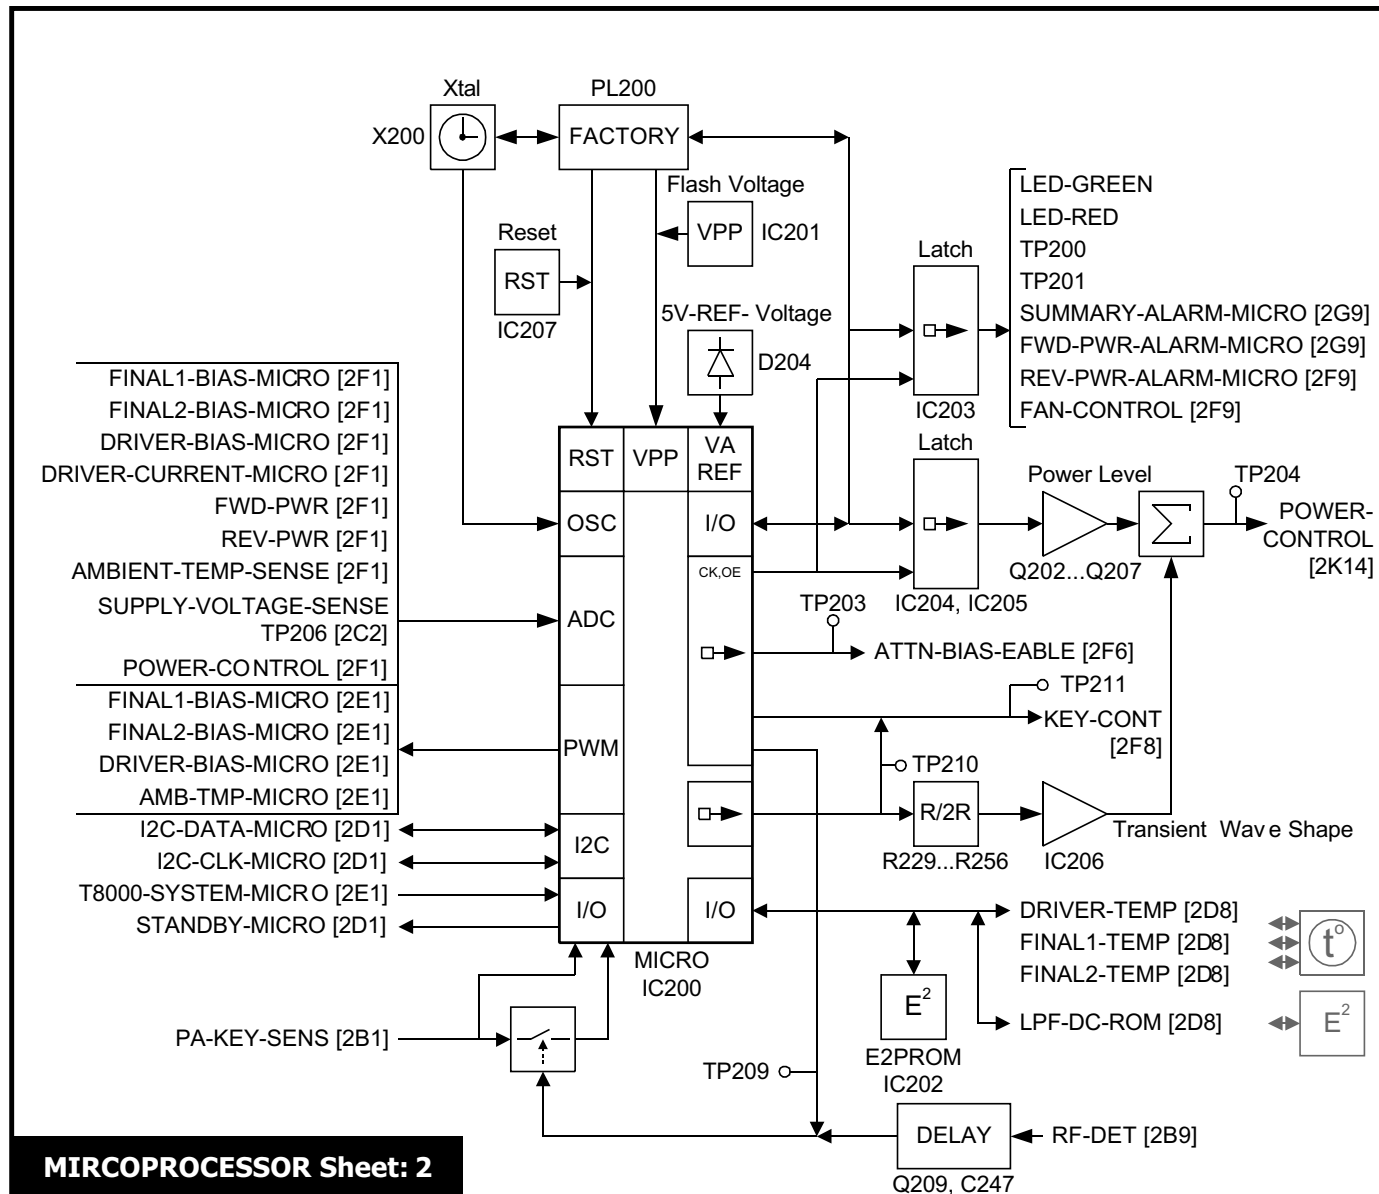 Xtal
PL200
X200
FACTORY
Flash Voltage
VPP
IC201
Reset
RST
IC207
5V-REF- Voltage
D204
Latch
IC203
LED-GREEN
LED-RED
TP200
TP201
SUMMARY-ALARM-MICRO [2G9]
FWD-PWR-ALARM-MICRO [2G9]
REV-PWR-ALARM-MICRO [2F9]
FAN-CONTROL [2F9]
FINAL1-BIAS-MICRO [2F1]
FINAL2-BIAS-MICRO [2F1]
DRIVER-BIAS-MICRO [2F1]
DRIVER-CURRENT-MICRO [2F1]
FWD-PWR [2F1]
REV-PWR [2F1]
AMBIENT-TEMP-SENSE [2F1]
SUPPLY-VOLTAGE-SENSE
TP206 [2C2]
POWER-CONTROL [2F1]
FINAL1-BIAS-MICRO [2E1]
FINAL2-BIAS-MICRO [2E1]
DRIVER-BIAS-MICRO [2E1]
AMB-TMP-MICRO [2E1]
I2C-DATA-MICRO [2D1]
I2C-CLK-MICRO [2D1]
T8000-SYSTEM-MICRO [2E1]
STANDBY-MICRO [2D1]
RST
VPP
VA
REF
OSC
I/O
CK,OE
ADC
PWM
I2C
I/O
I/O
MICRO
IC200
Latch
IC204, IC205
Power Level
Q202...Q207
Σ
TP204
POWER-
CONTROL
[2K14]
TP203
ATTN-BIAS-EABLE [2F6]
TP211
KEY-CONT
[2F8]
TP210
R/2R
R229...R256
IC206
Transient Wave Shape
DRIVER-TEMP [2D8]
FINAL1-TEMP [2D8]
FINAL2-TEMP [2D8]
t°
E²
E2PROM
IC202
LPF-DC-ROM [2D8]
E²
PA-KEY-SENS [2B1]
TP209
DELAY
Q209, C247
RF-DET [2B9]
MIRCOPROCESSOR Sheet: 2